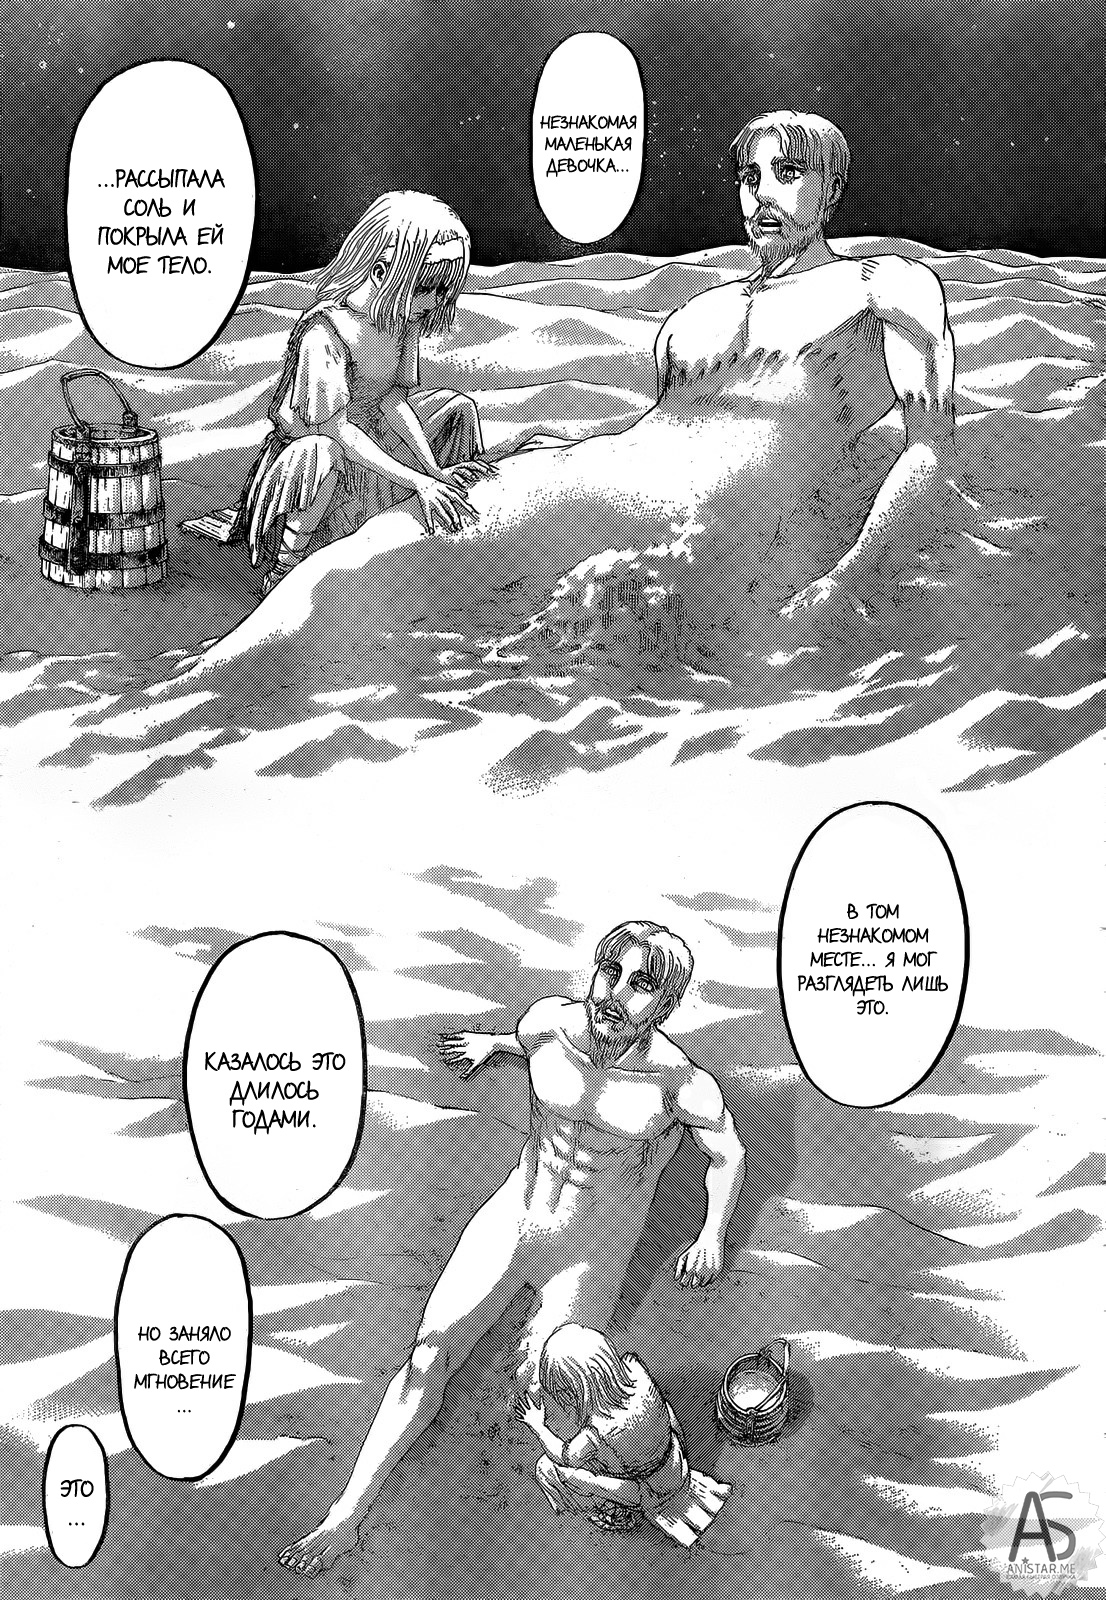 НЕЗНАКОМАЯ
МАЛЕНЬКАЯ
ДЕВОЧКА...
...РАССЫПАЛА
СОЛЬ И
ПОКРЫЛА ЕЙ
МОЕ ТЕЛО.
В ТОМ
НЕЗНАКОМОМ
МЕСТЕ... Я МОГ
РАЗГЛЯДЕТЬ ЛИШЬ
ЭТО.
КАЗАЛОСЬ ЭТО
ДЛИЛОСЬ
ГОДАМИ.
НО ЗАНЯЛО
ВСЕГО
МГНОВЕНИЕ
...
ЭТО
...
AS
ANISTAR.ME